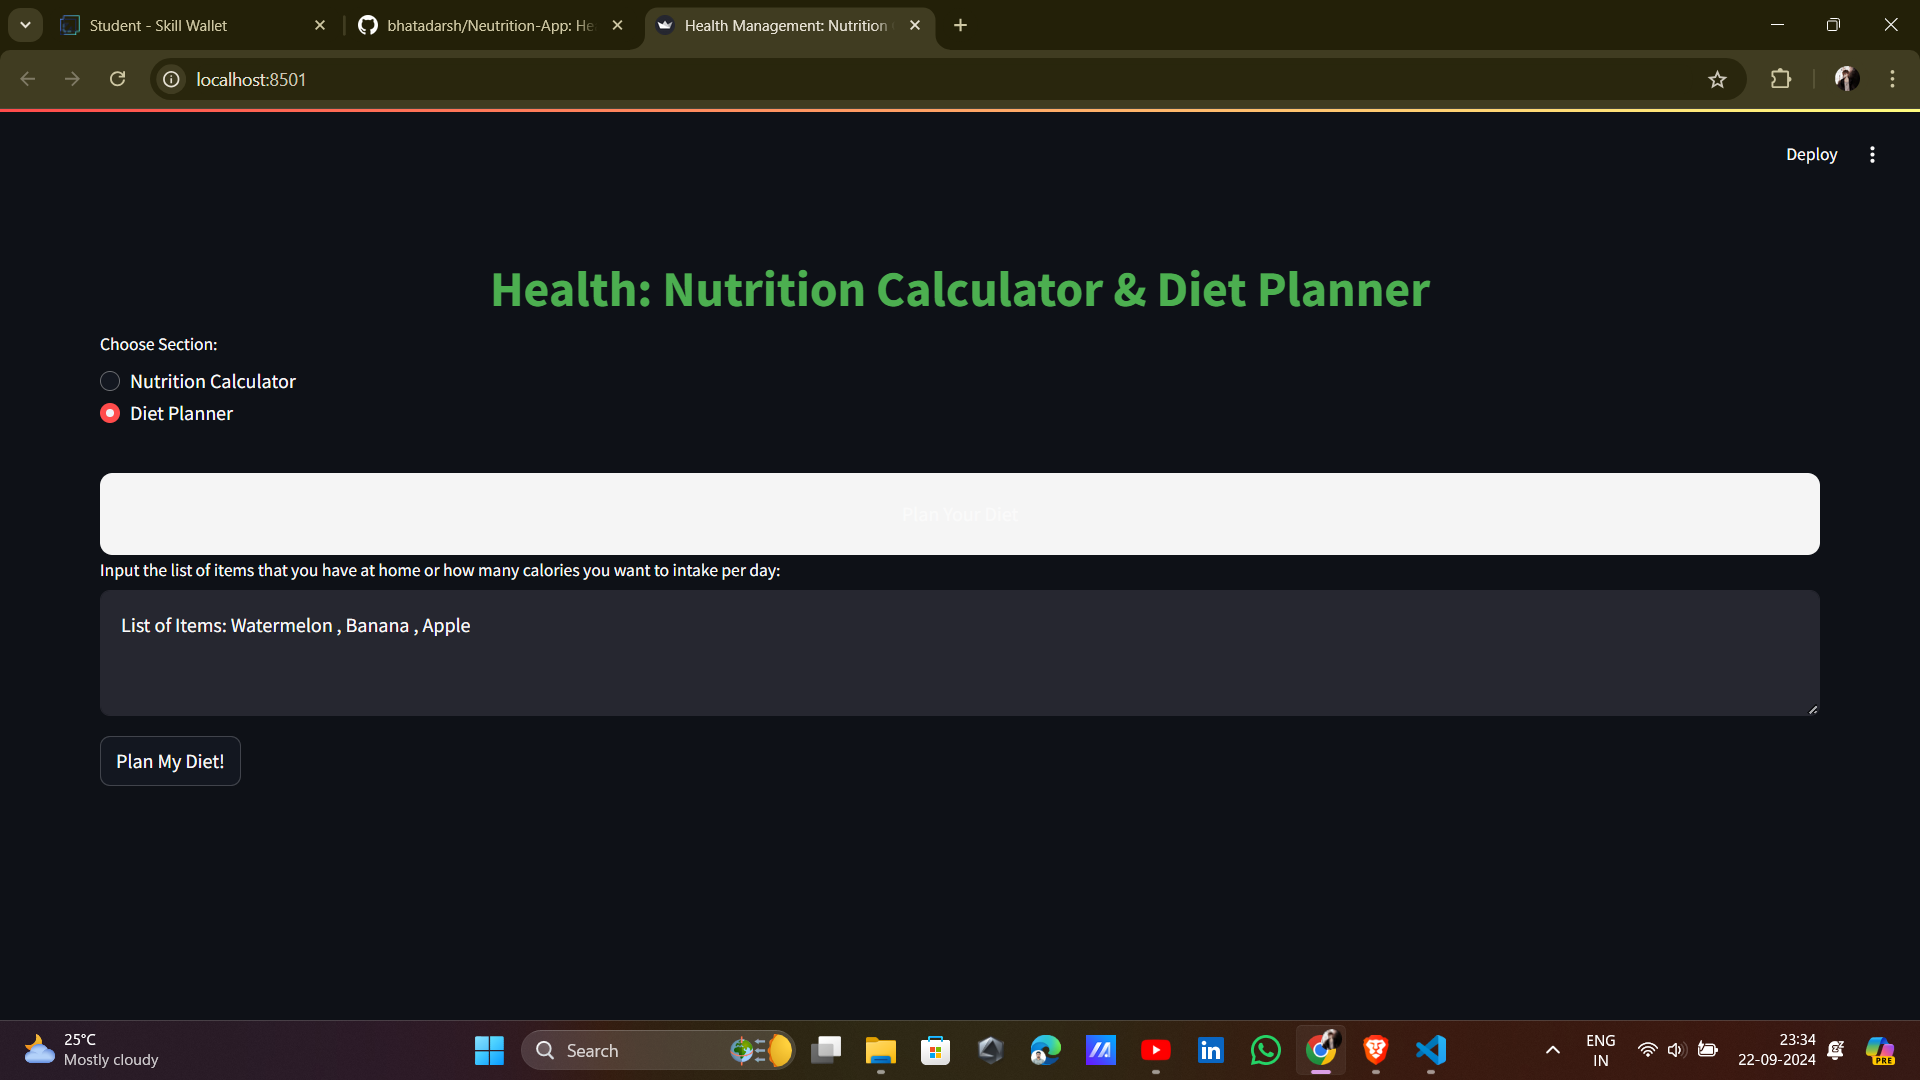 Student - Skill Wallet
bhatadarsh/Neutrition-App: He
Health Management: Nutrition
localhost:8501
Deploy
Health: Nutrition Calculator & Diet Planner
Choose Section:
Nutrition Calculator
Diet Planner
Plan Your Diet
Input the list of items that you have at home or how many calories you want to intake per day:
List of Items: Watermelon , Banana , Apple
Plan My Diet!
25°C
Mostly cloudy
Search
ENG
IN
23:34
22-09-2024
PRE